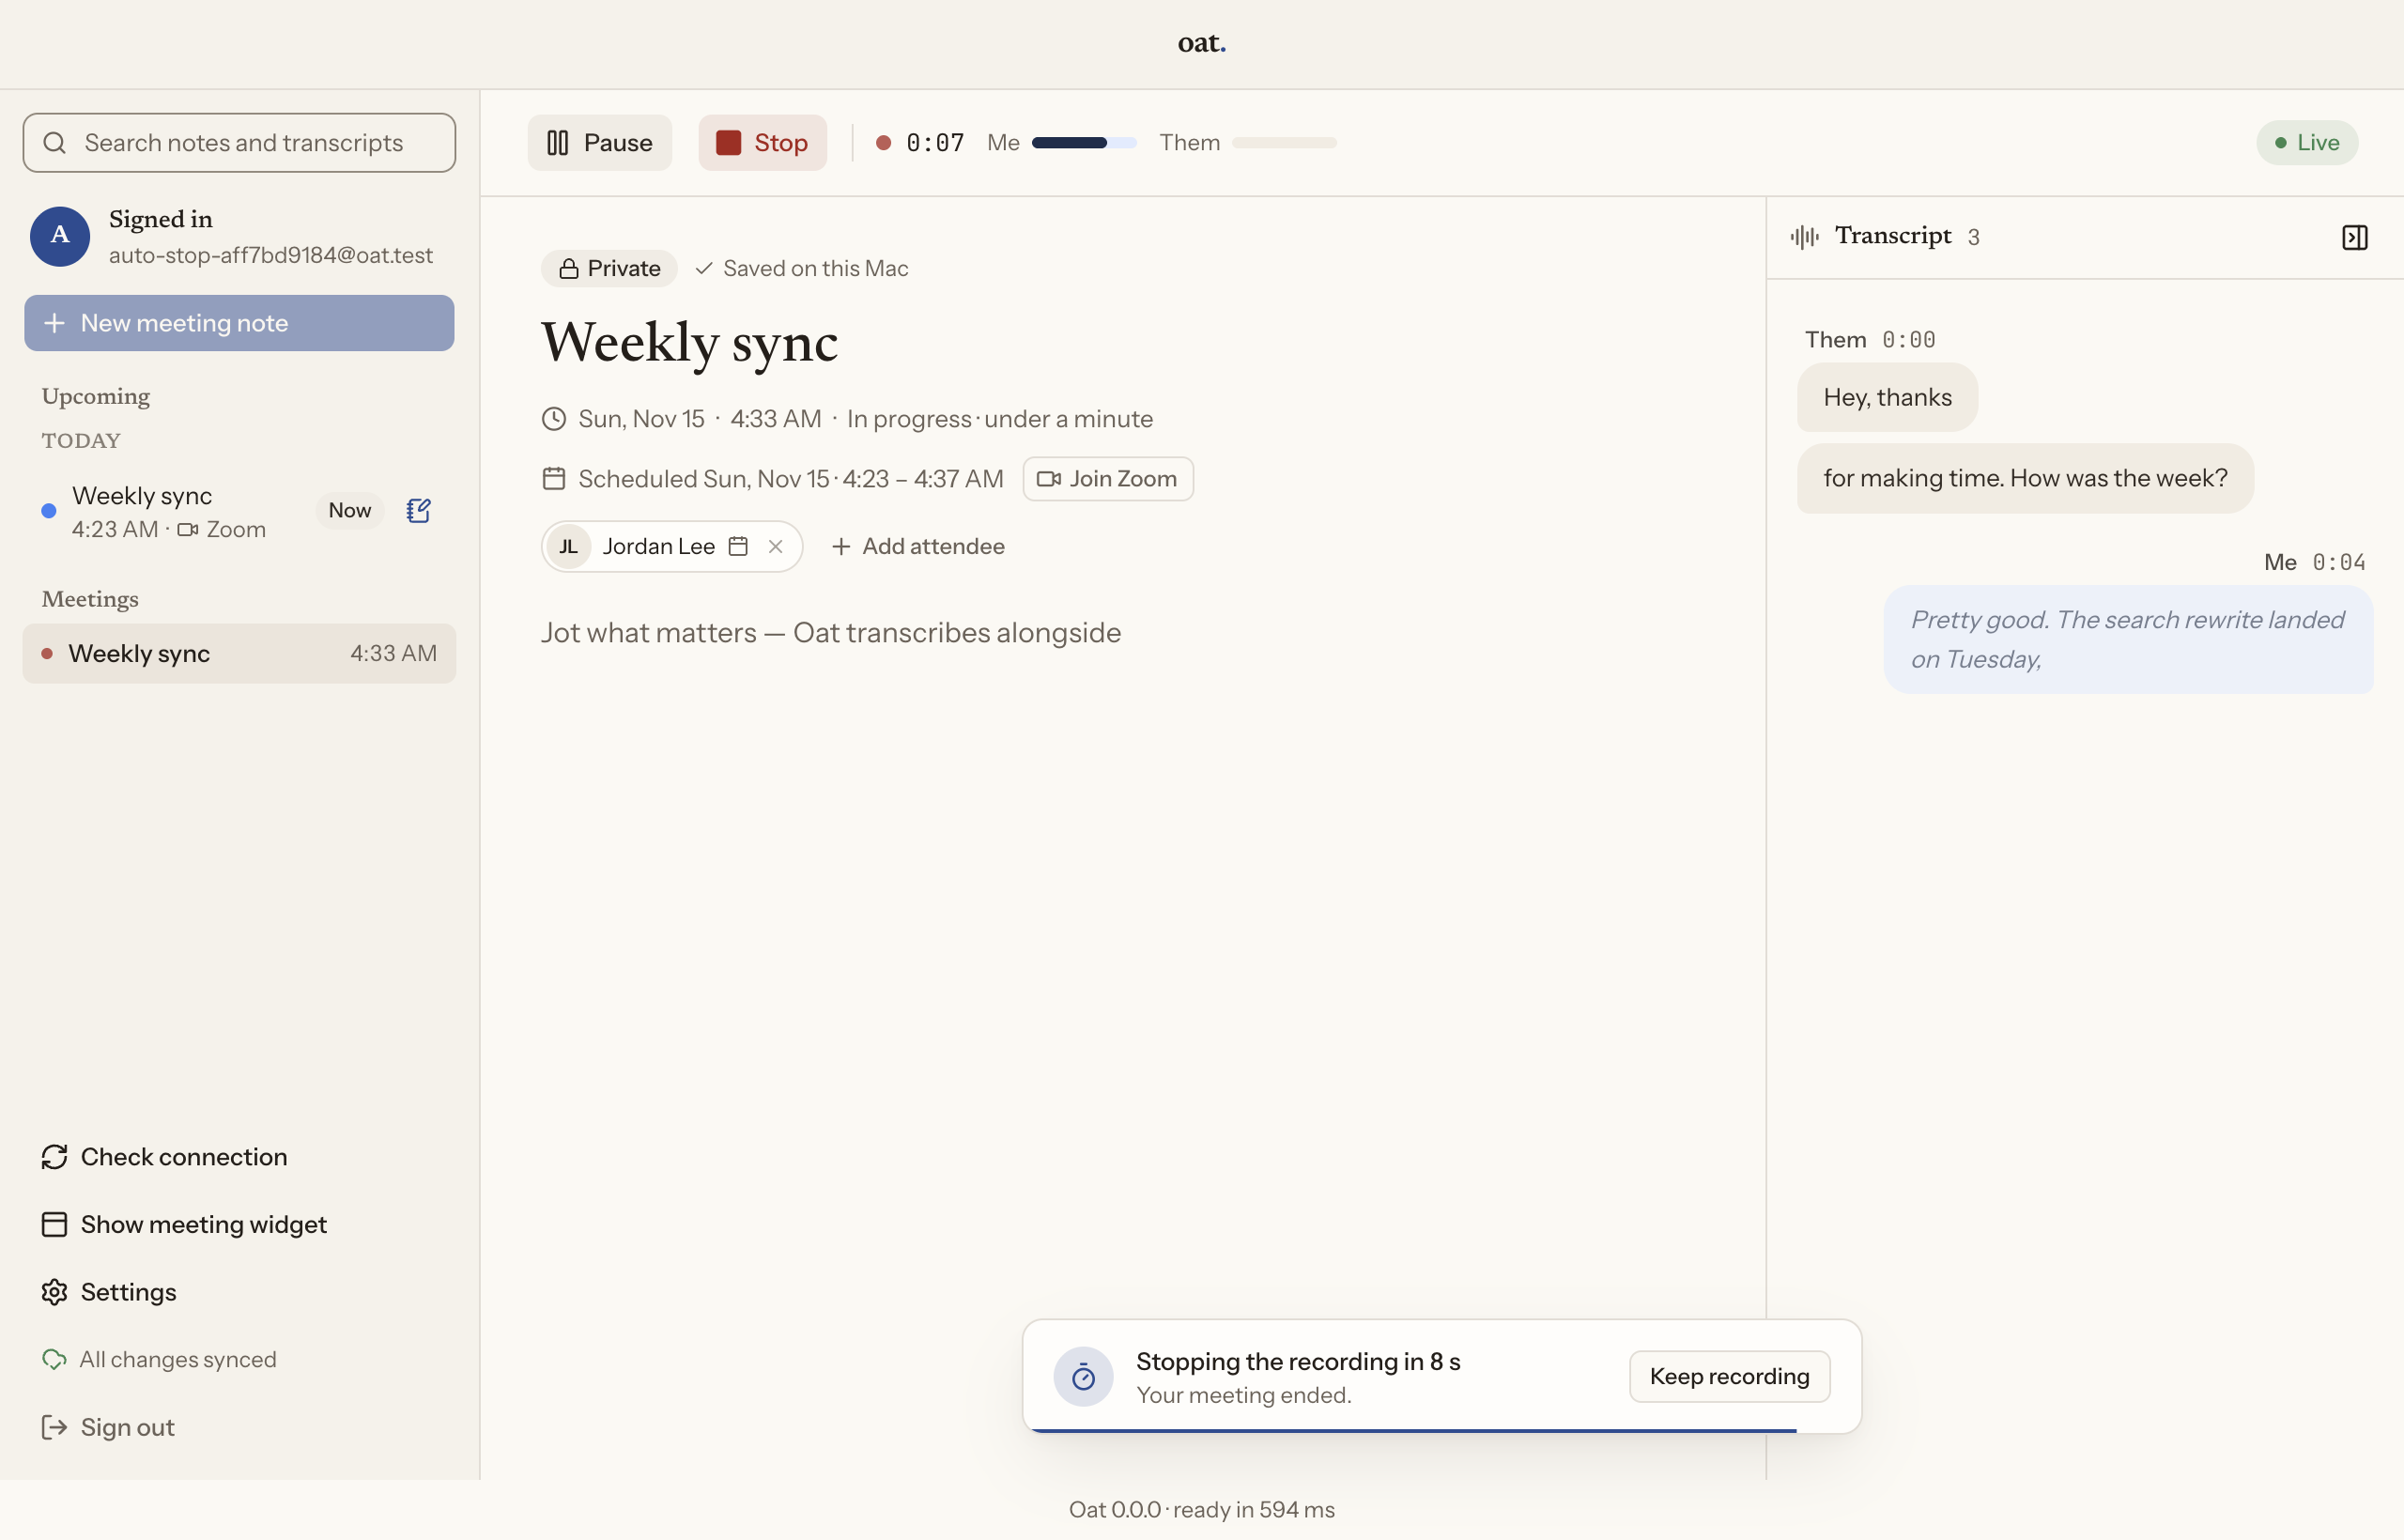 oat.
Search notes and transcripts
A
Signed in
auto-stop-aff7bd9184@oat.test
New meeting note
Upcoming
TODAY
Weekly sync
4:23 AM · Zoom
Now
Meetings
Weekly sync 4:33 AM
Check connection
Show meeting widget
Settings
All changes synced
Sign out
Pause Stop 0:07 Me Them Live
Private Saved on this Mac
Weekly sync
Sun, Nov 15 · 4:33 AM · In progress · under a minute
Scheduled Sun, Nov 15 · 4:23 – 4:37 AM Join Zoom
JL Jordan Lee Add attendee
Jot what matters — Oat transcribes alongside
Transcript 3
Them 0:00
Hey, thanks
for making time. How was the week?
Me 0:04
Pretty good. The search rewrite landed
on Tuesday,
Stopping the recording in 8 s
Your meeting ended.
Keep recording
Oat 0.0.0 · ready in 594 ms